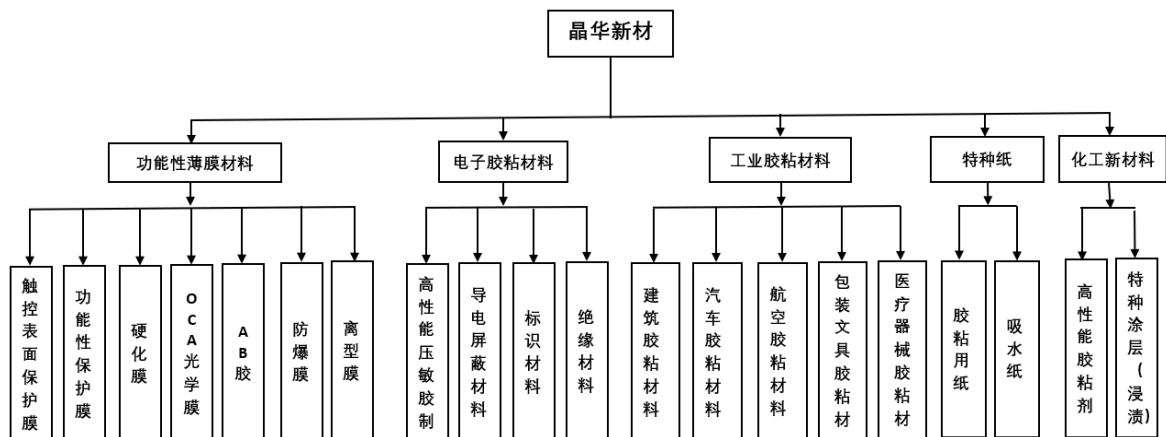 晶华新材
功能性薄膜材料
电子胶粘材料
工业胶粘材料
特种纸
化工新材料
触控表面保护膜
功能性保护膜
硬化膜
OCA光学膜
AB胶
防爆膜
离型膜
高性能压敏胶制
导电屏蔽材料
标识材料
绝缘材料
建筑胶粘材料
汽车胶粘材料
航空胶粘材料
包装文具胶粘材
医疗器械胶粘材
胶粘用纸
吸水纸
高性能胶粘剂
特种涂层(浸渍)